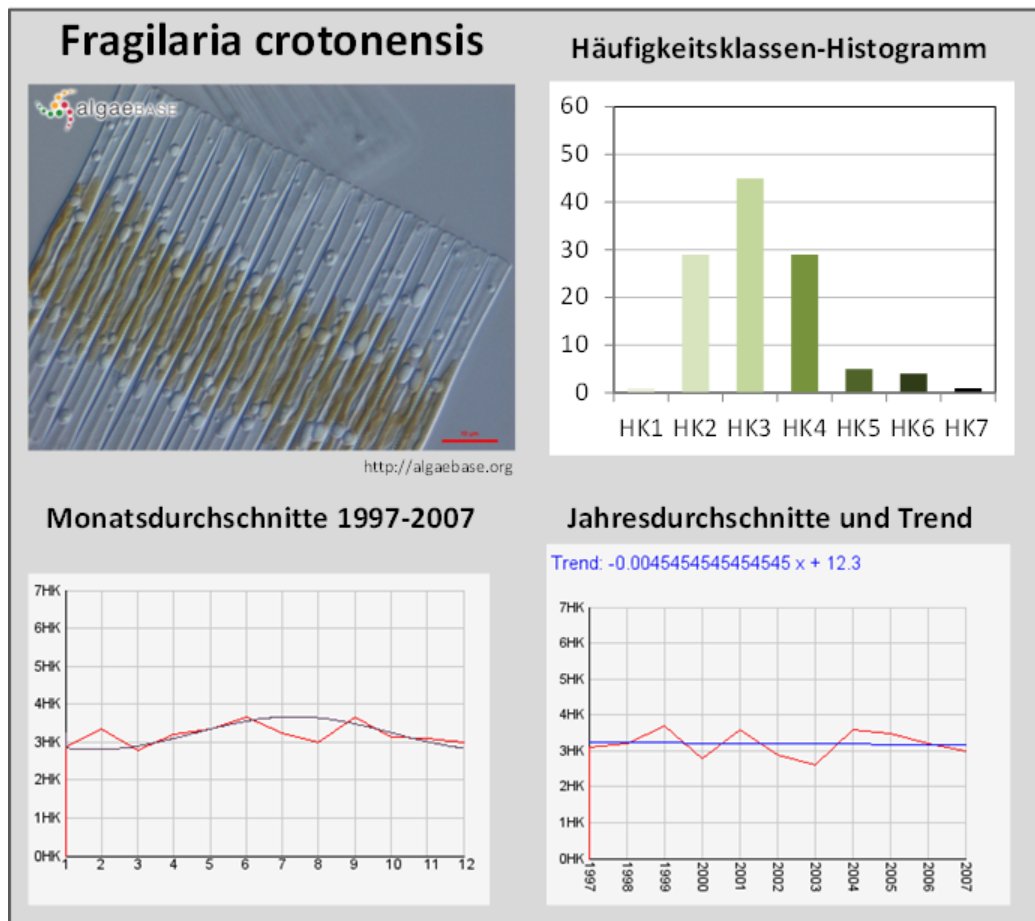 Fragilaria crotonensis
algaeBASE
10 µm
http://algaebase.org
Häufigkeitsklassen-Histogramm
60
50
40
30
20
10
0
HK1 HK2 HK3 HK4 HK5 HK6 HK7
Monatsdurchschnitte 1997-2007
7HK
6HK
5HK
4HK
3HK
2HK
1HK
0HK
1 2 3 4 5 6 7 8 9 10 11 12
Jahresdurchschnitte und Trend
Trend: -0.0045454545454545 x + 12.3
7HK
6HK
5HK
4HK
3HK
2HK
1HK
0HK
1997 1998 1999 2000 2001 2002 2003 2004 2005 2006 2007